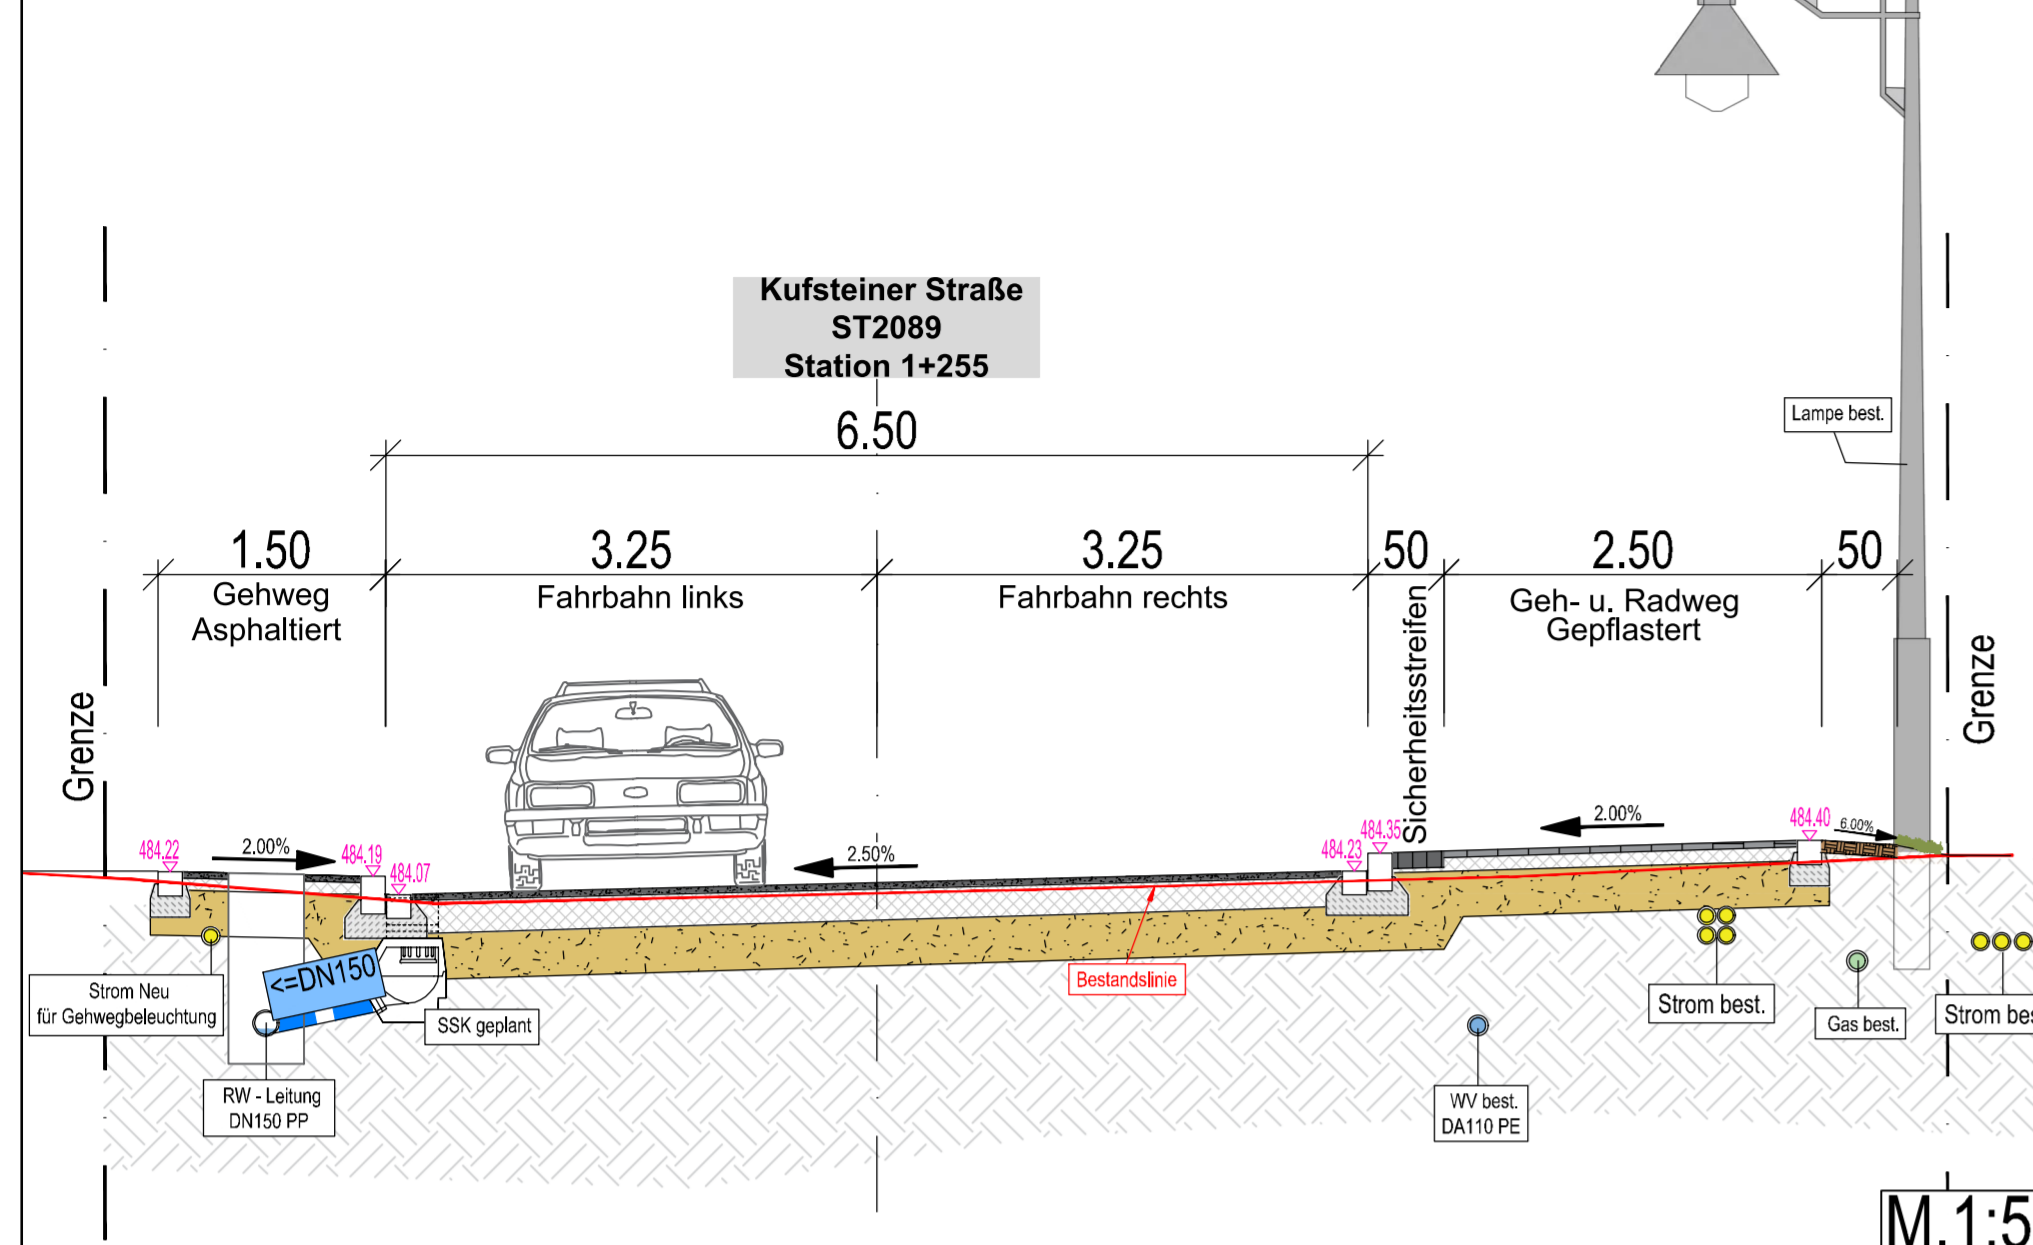 Kufsteiner Straße
ST2089
Station 1+255
6.50
Lampe best.
1.50
3.25
3.25
50
2.50
50
Gehweg
Asphaltiert
Fahrbahn links
Fahrbahn rechts
Sicherheitsstreifen
Geh- u. Radweg
Gepflastert
Grenze
Grenze
484.22
2.00%
484.19
484.07
2.50%
484.23
484.35
2.00%
484.40
6.00%
<=DN150
Bestandslinie
Strom Neu
für Gehwegbeleuchtung
SSK geplant
Strom best.
Gas best.
Strom bes
RW - Leitung
DN150 PP
WV best.
DA110 PE
M.1:5